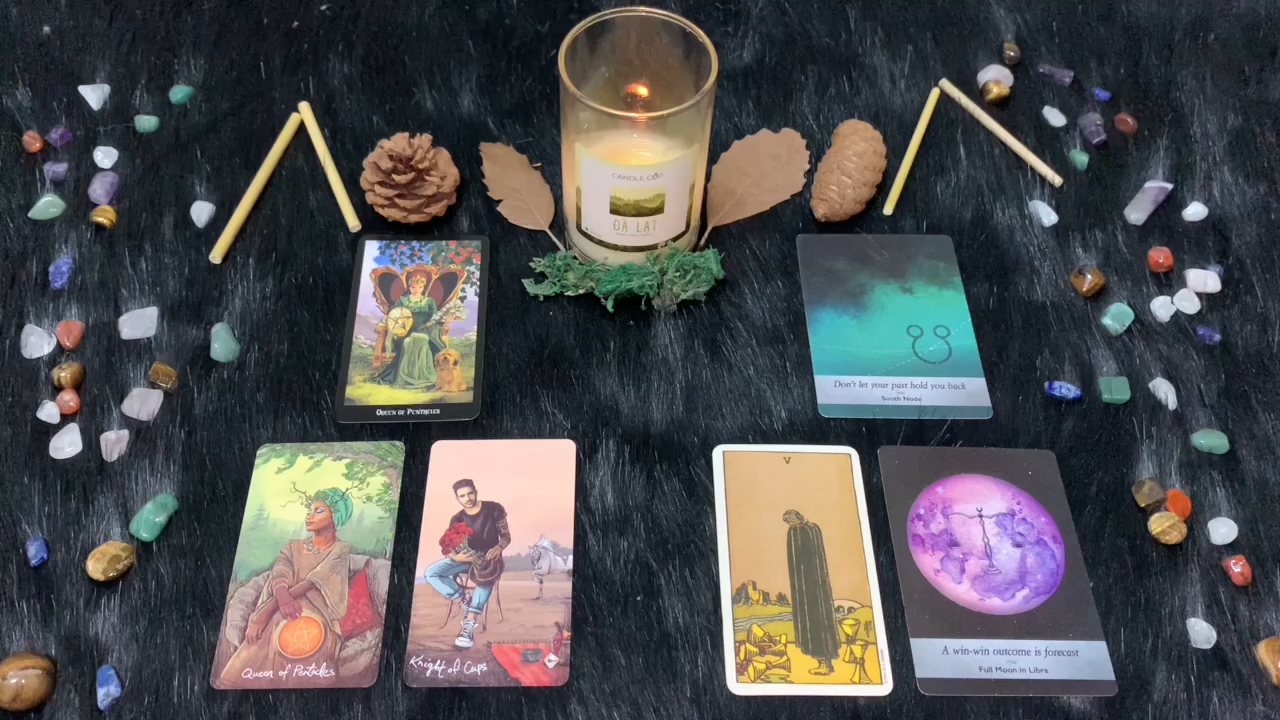 CANDLE CUP
ĐÀ LẠT
QUEEN OF PENTACLES
Don't let your past hold you back
South Node
Queen of Pentacles
Knight of Cups
V
A win-win outcome is forecast
Full Moon in Libra